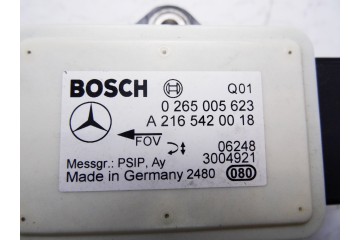 BOSCH Q01
0 265 005 623
A 216 542 00 18
FOV
06248
Messgr.: PSIP, Ay 3004921
Made in Germany 2480 080